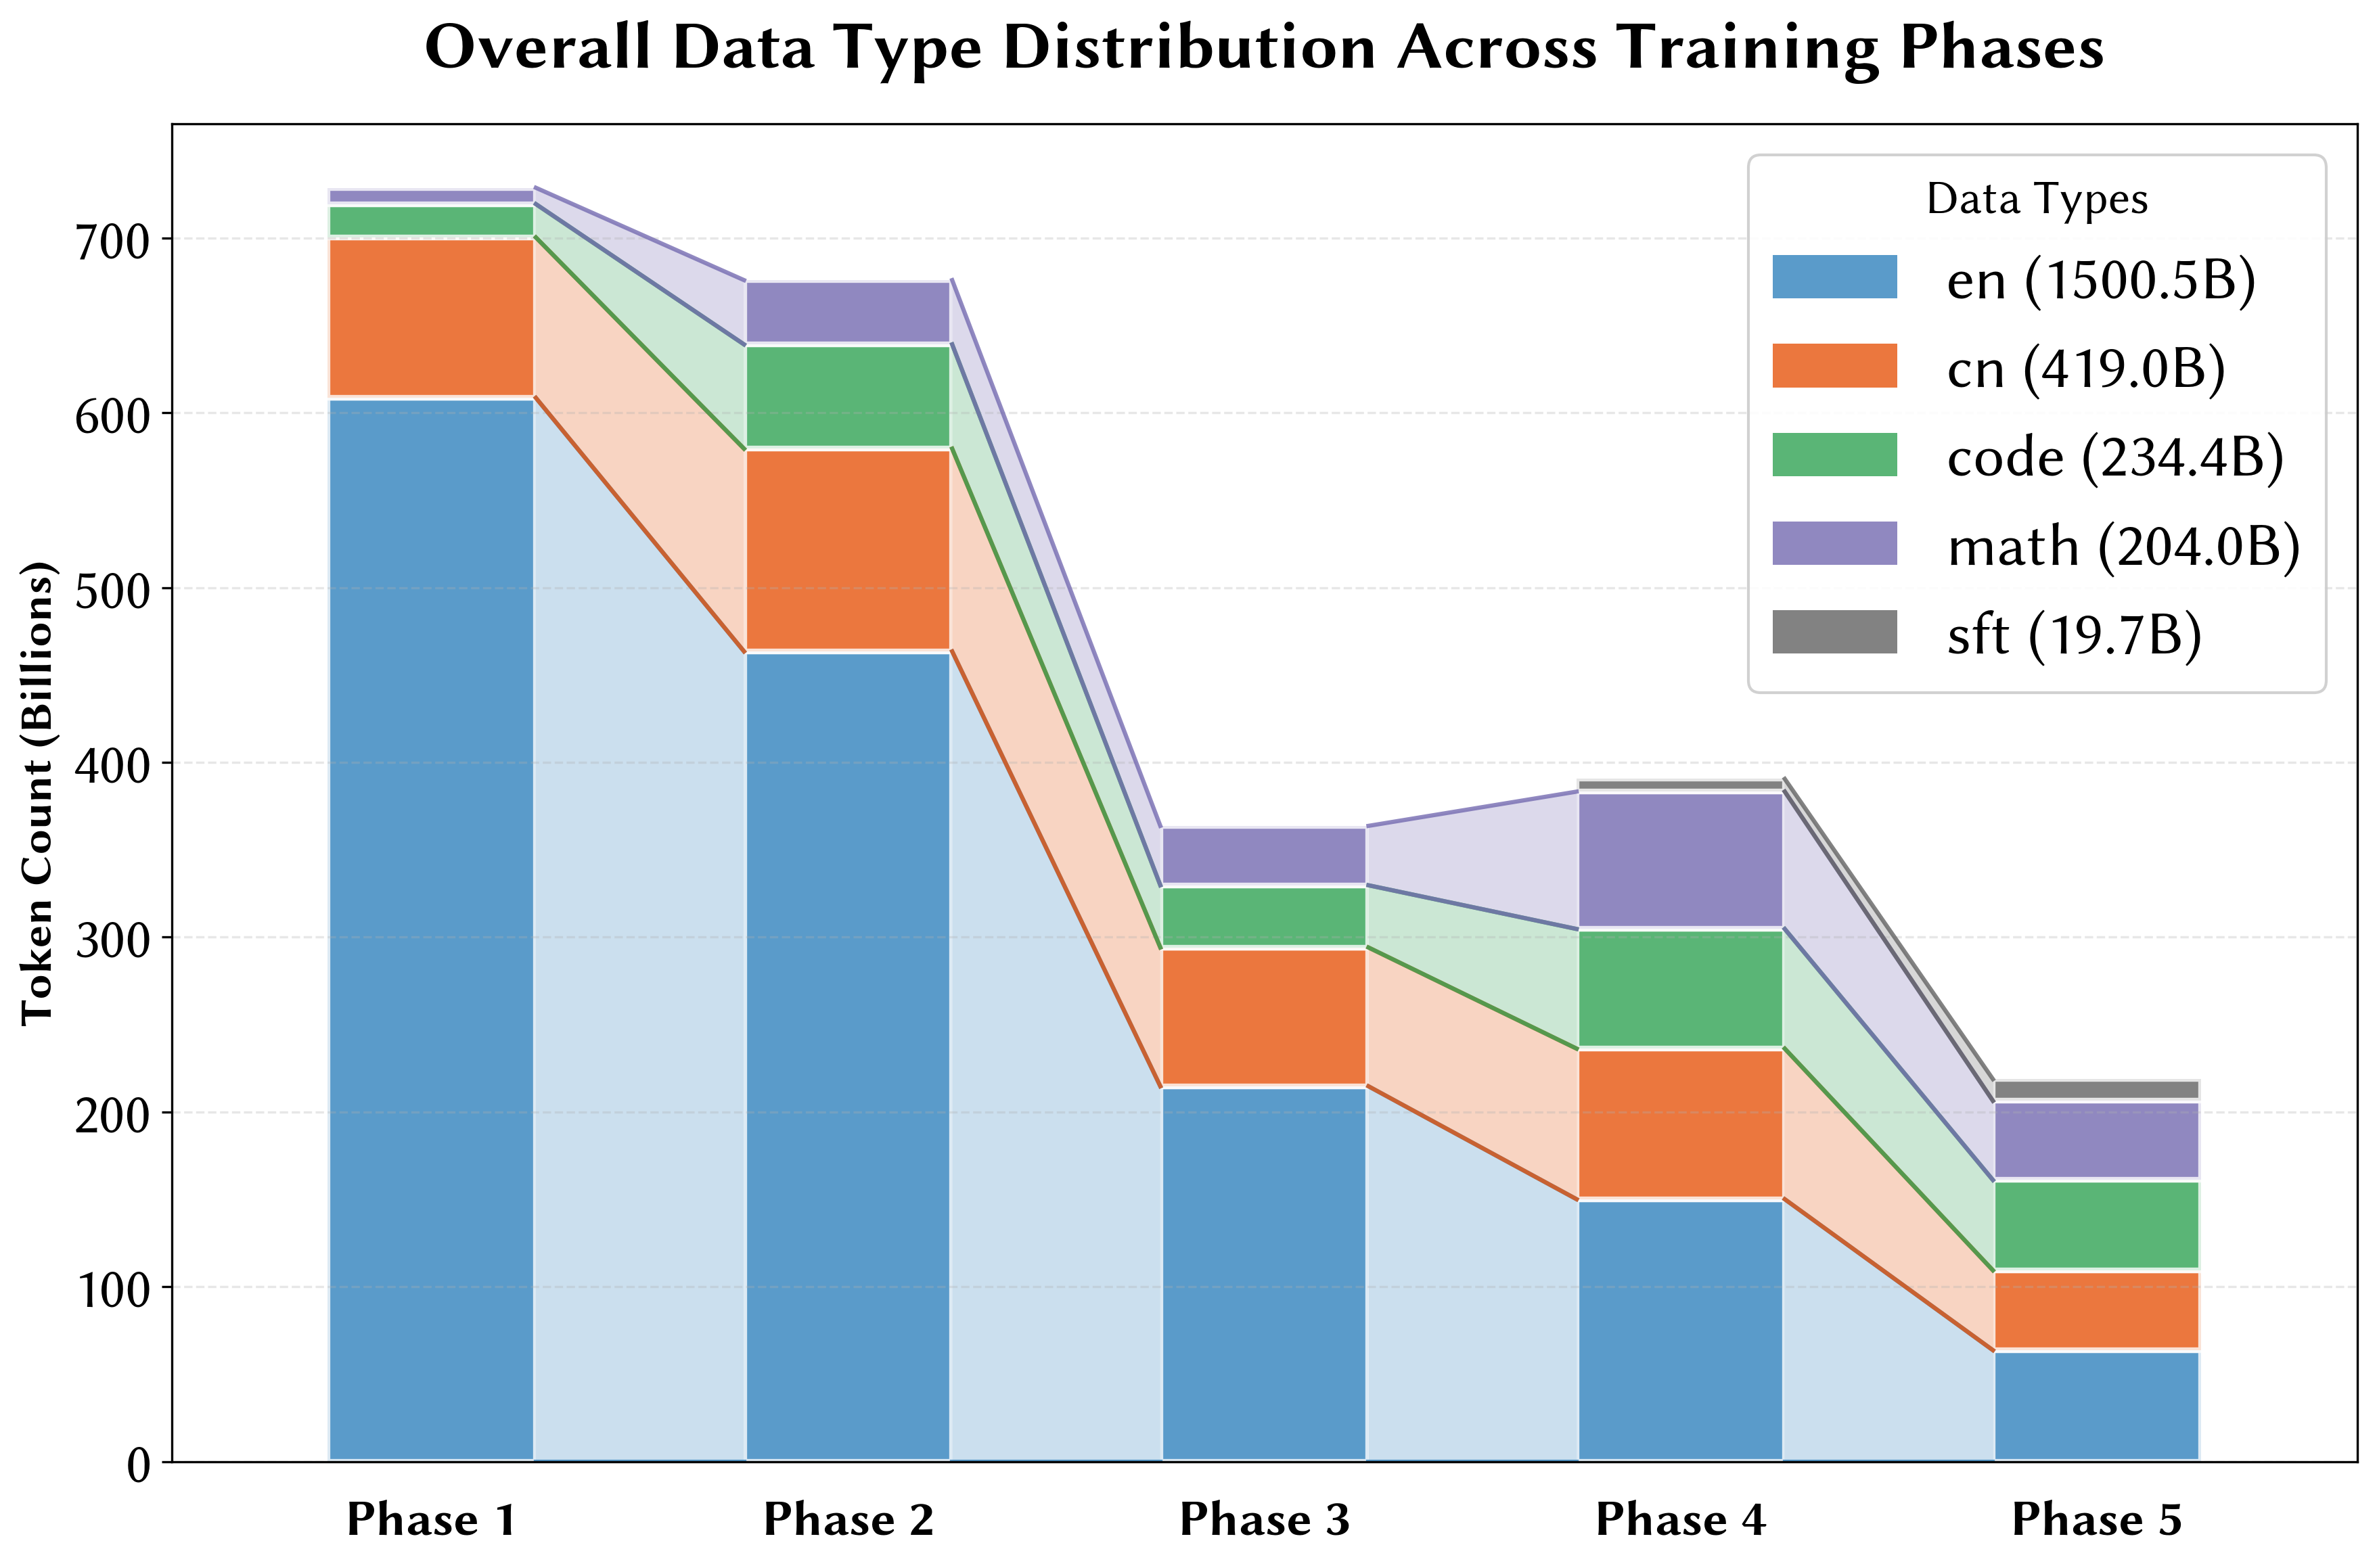 Overall Data Type Distribution Across Training Phases
Token Count (Billions)
700
600
500
400
300
200
100
0
Data Types
en (1500.5B)
cn (419.0B)
code (234.4B)
math (204.0B)
sft (19.7B)
Phase 1
Phase 2
Phase 3
Phase 4
Phase 5